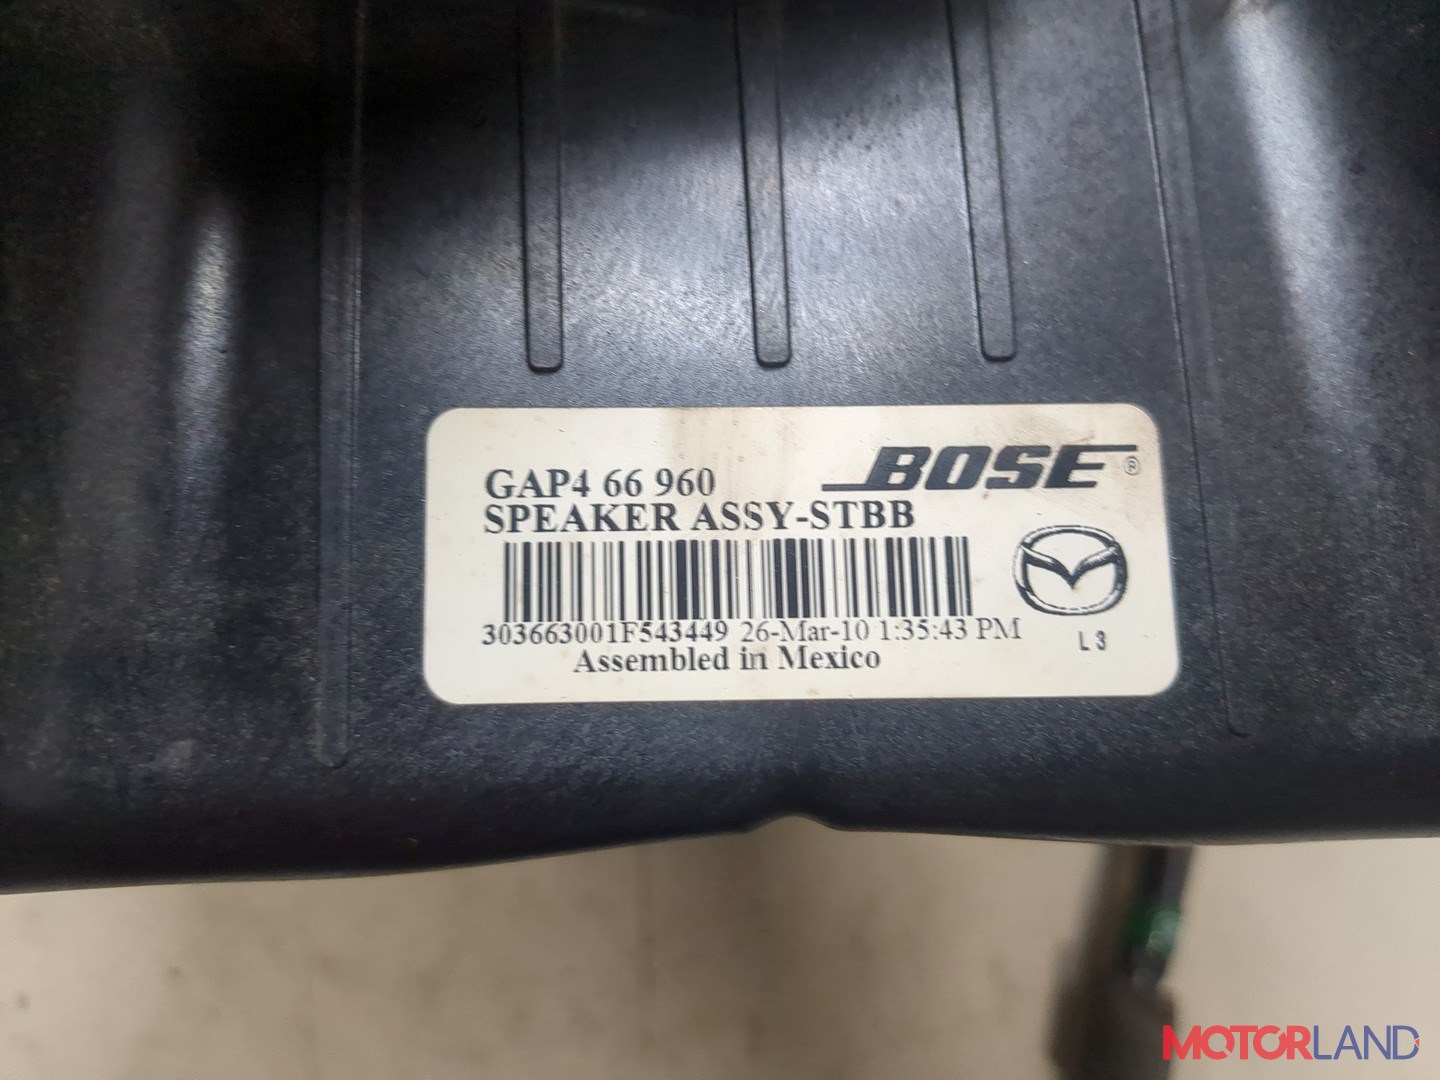 GAP4 66 960 BOSE ®
SPEAKER ASSY-STBB
303663001F543449 26-Mar-10 1:35:43 PM
L 3
Assembled in Mexico
MOTORLAND